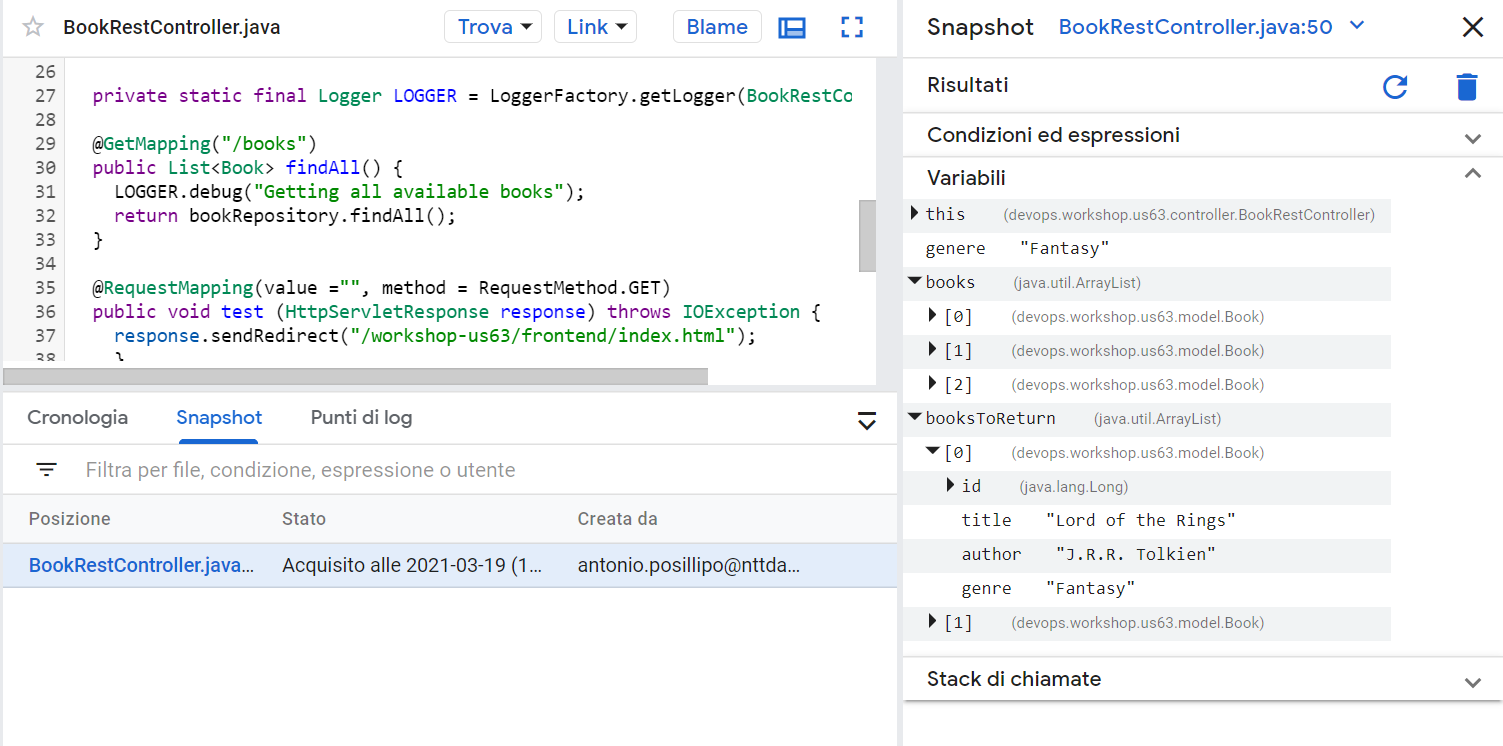 BookRestController.java
Trova
Link
Blame
26
27 private static final Logger LOGGER = LoggerFactory.getLogger(BookRestCo
28
29 @GetMapping("/books")
30 public List<Book> findAll() {
31 LOGGER.debug("Getting all available books");
32 return bookRepository.findAll();
33 }
34
35 @RequestMapping(value ="", method = RequestMethod.GET)
36 public void test (HttpServletResponse response) throws IOException {
37 response.sendRedirect("/workshop-us63/frontend/index.html");
38 }
Cronologia
Snapshot
Punti di log
Filtra per file, condizione, espressione o utente
Posizione Stato Creata da
BookRestController.java... Acquisito alle 2021-03-19 (1... antonio.posillipo@nttda...
Snapshot BookRestController.java:50
Risultati
Condizioni ed espressioni
Variabili
this (devops.workshop.us63.controller.BookRestController)
genere "Fantasy"
books (java.util.ArrayList)
[0] (devops.workshop.us63.model.Book)
[1] (devops.workshop.us63.model.Book)
[2] (devops.workshop.us63.model.Book)
booksToReturn (java.util.ArrayList)
[0] (devops.workshop.us63.model.Book)
id (java.lang.Long)
title "Lord of the Rings"
author "J.R.R. Tolkien"
genre "Fantasy"
[1] (devops.workshop.us63.model.Book)
Stack di chiamate